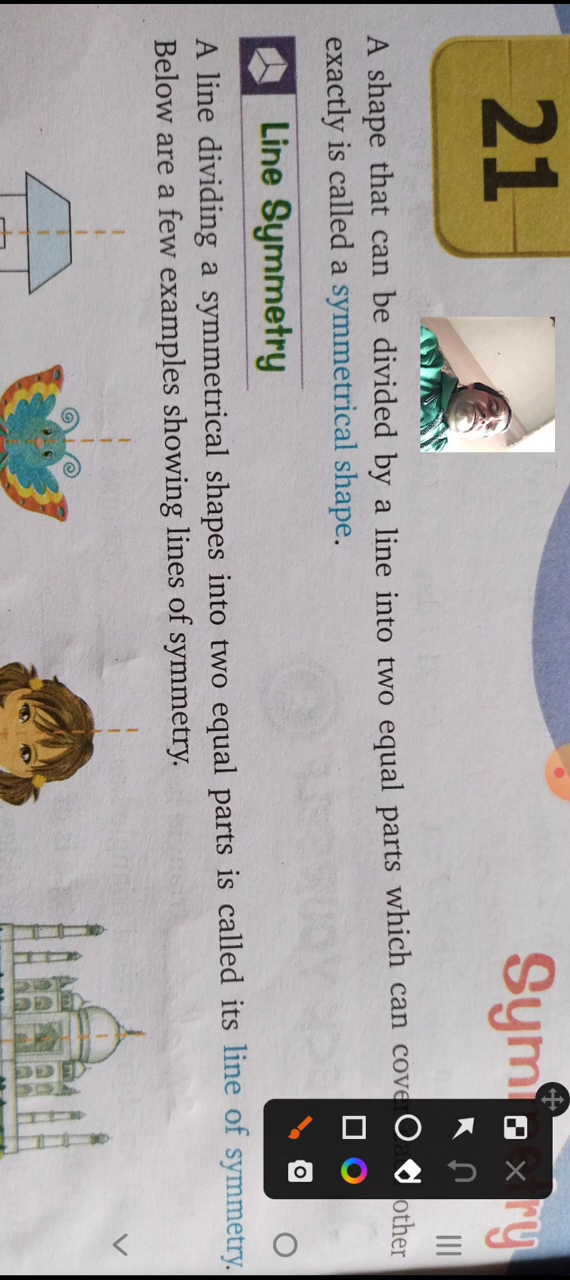 21
Symmetry
A shape that can be divided by a line into two equal parts which can cover other
exactly is called a symmetrical shape.
Line Symmetry
A line dividing a symmetrical shapes into two equal parts is called its line of symmetry.
Below are a few examples showing lines of symmetry.